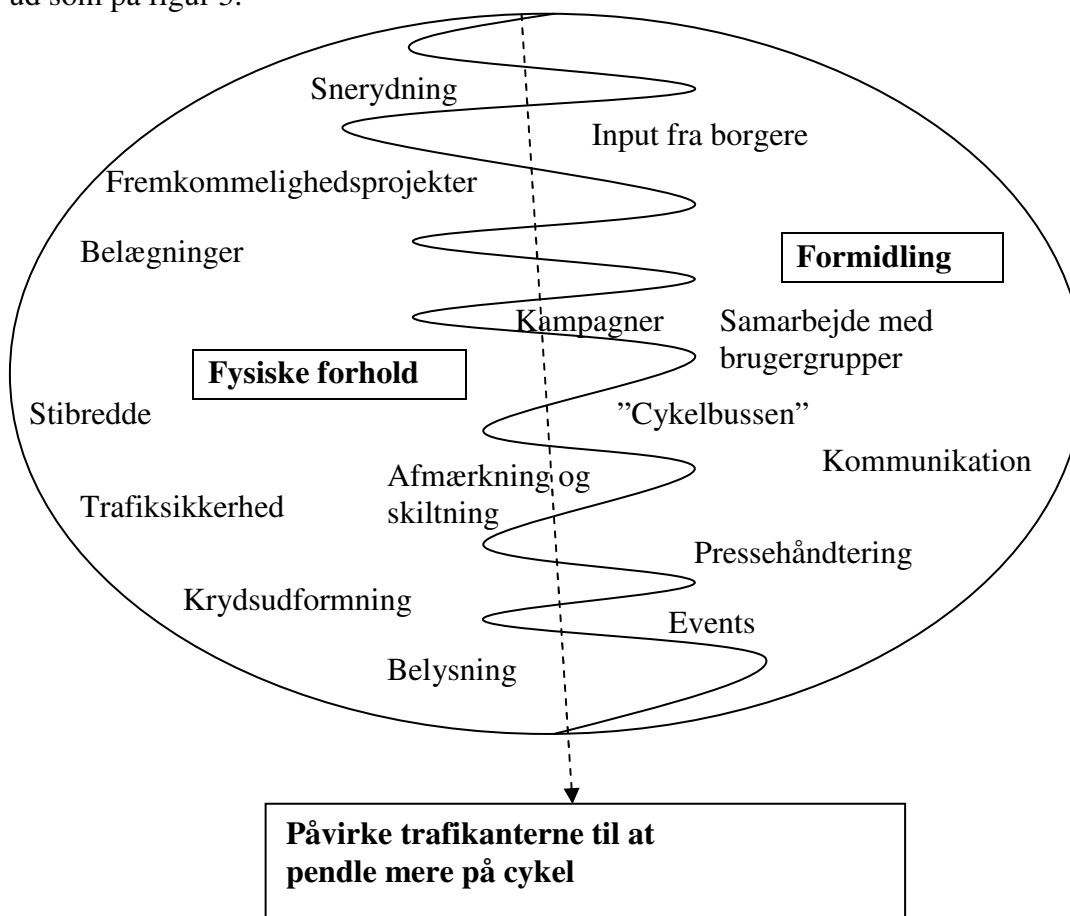 ud som på figur 3.
Snerydning
Input fra borgere
Fremkommelighedsprojekter
Belægninger
Formidling
Kampagner
Samarbejde med
brugergrupper
Fysiske forhold
Stibredde
”Cykelbussen”
Kommunikation
Afmærkning og
skiltning
Trafiksikkerhed
Pressehåndtering
Krydsudformning
Events
Belysning
Påvirke trafikanterne til at
pendle mere på cykel